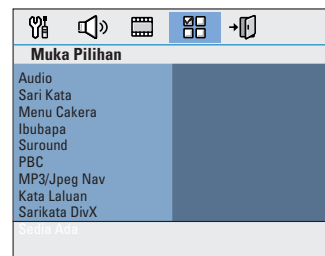 Muka Pilihan
Audio
Sari Kata
Menu Cakera
Ibubapa
Suround
PBC
MP3/Jpeg Nav
Kata Laluan
Sarikata DivX
Sedia Ada